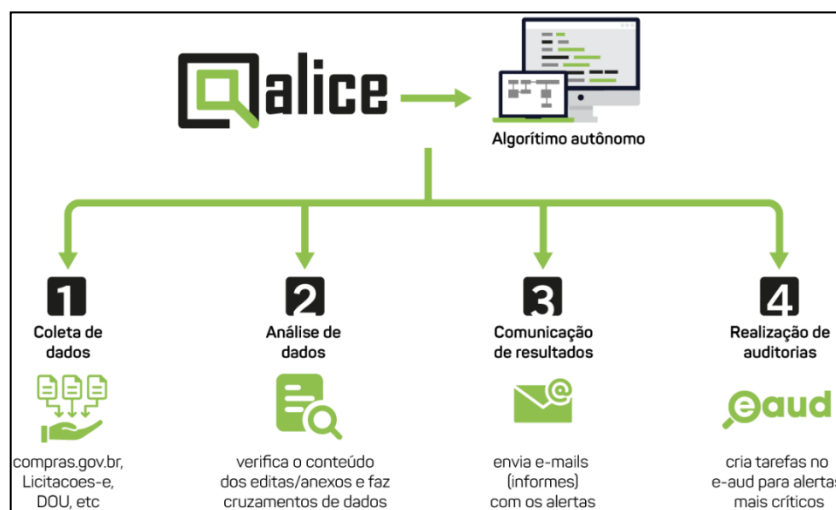 alice
Algorítimo autônomo
1
Coleta de
dados
compras.gov.br,
Licitacoes-e,
DOU, etc
2
Análise de
dados
verifica o conteúdo
dos editas/anexos e faz
cruzamentos de dados
3
Comunicação
de resultados
@
envia e-mails
(informes)
com os alertas
4
Realização de
auditorias
eaud
cria tarefas no
e-aud para alertas
mais críticos